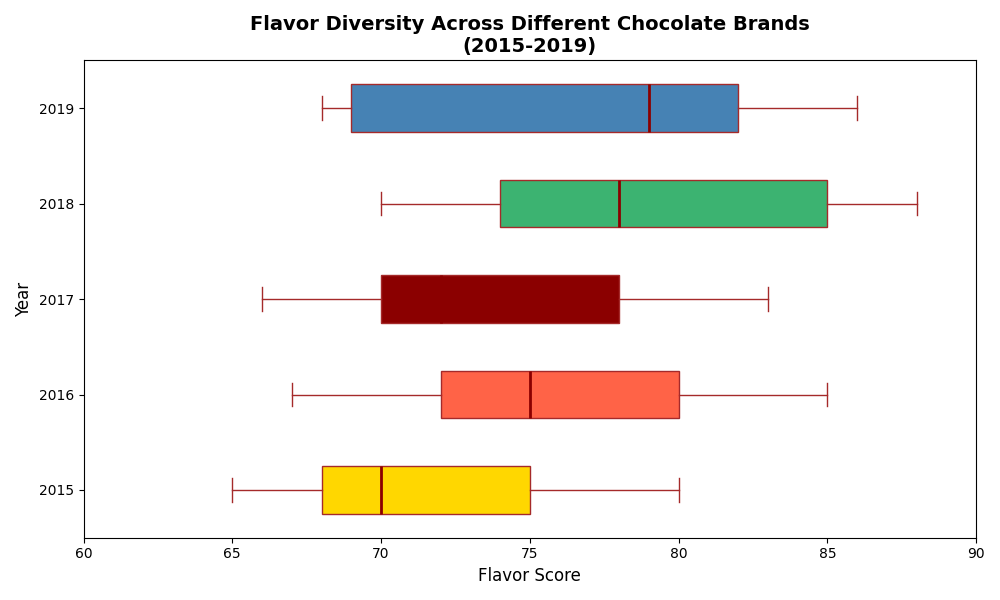 Flavor Diversity Across Different Chocolate Brands
(2015-2019)
Year
2019
2018
2017
2016
2015
60 65 70 75 80 85 90
Flavor Score